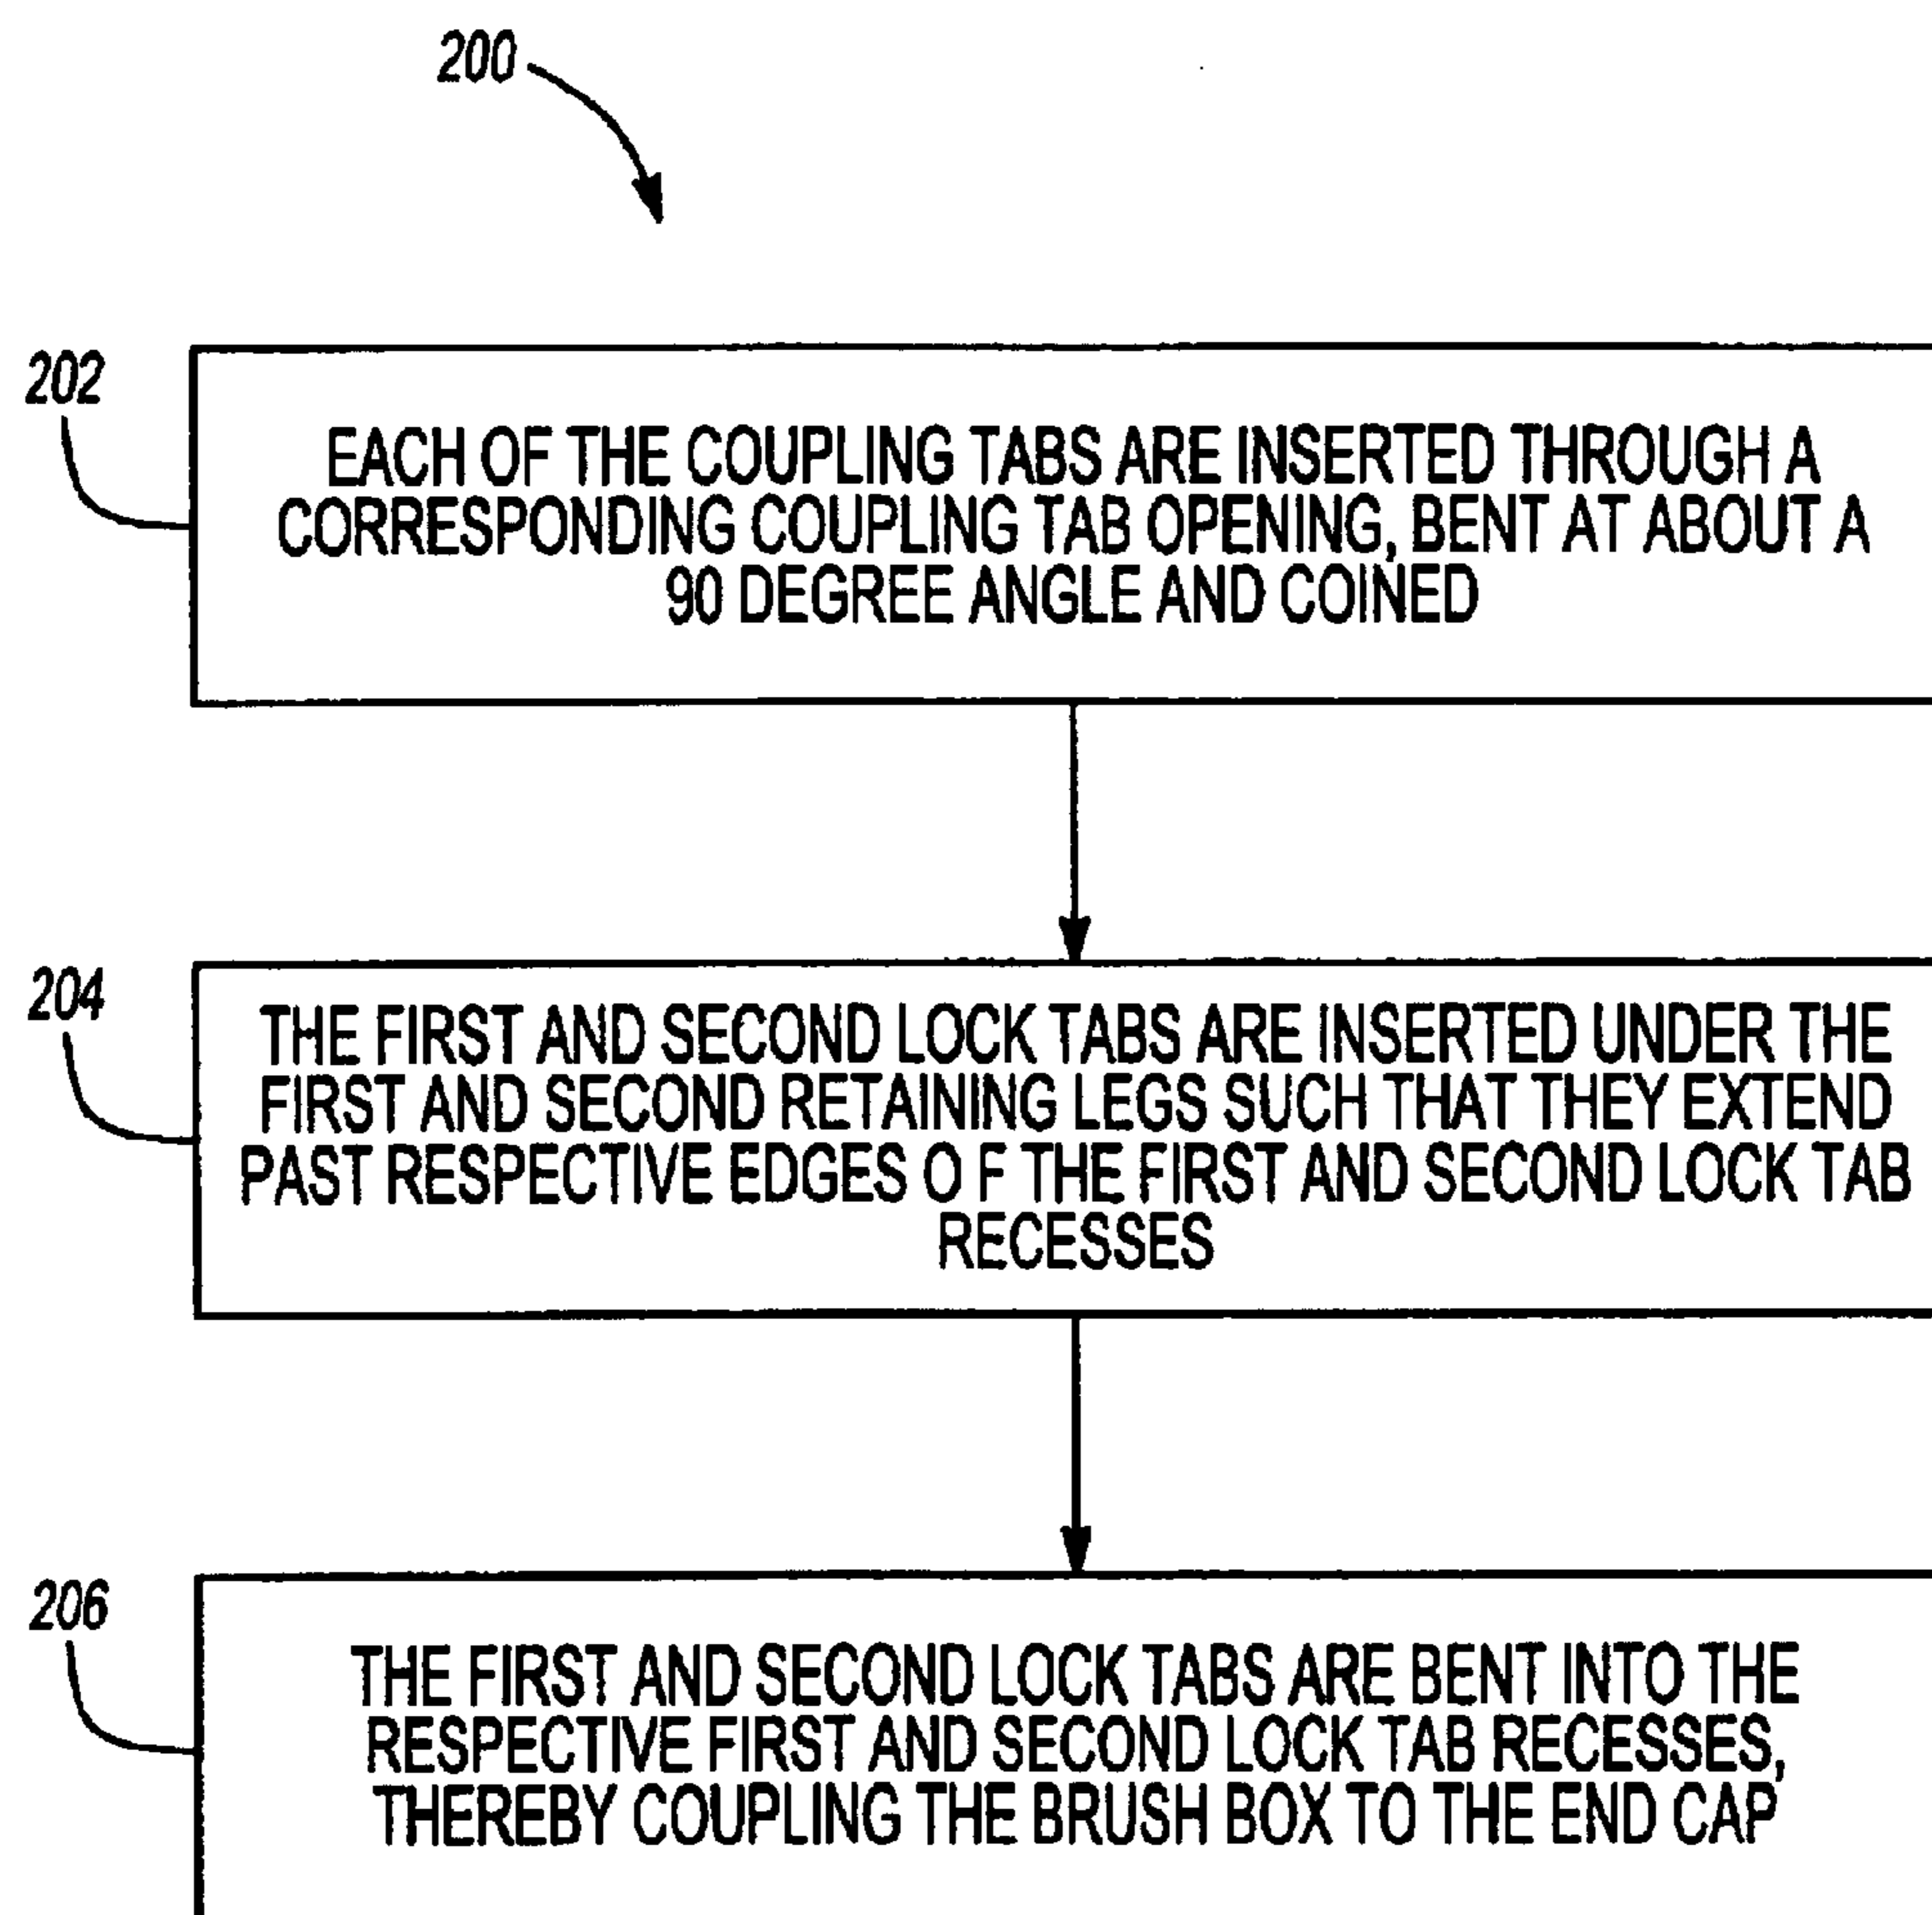 200
202
EACH OF THE COUPLING TABS ARE INSERTED THROUGH A
CORRESPONDING COUPLING TAB OPENING, BENT AT ABOUT A
90 DEGREE ANGLE AND COINED
204
THE FIRST AND SECOND LOCK TABS ARE INSERTED UNDER THE
FIRST AND SECOND RETAINING LEGS SUCH THAT THEY EXTEND
PAST RESPECTIVE EDGES O F THE FIRST AND SECOND LOCK TAB
RECESSES
206
THE FIRST AND SECOND LOCK TABS ARE BENT INTO THE
RESPECTIVE FIRST AND SECOND LOCK TAB RECESSES,
THEREBY COUPLING THE BRUSH BOX TO THE END CAP